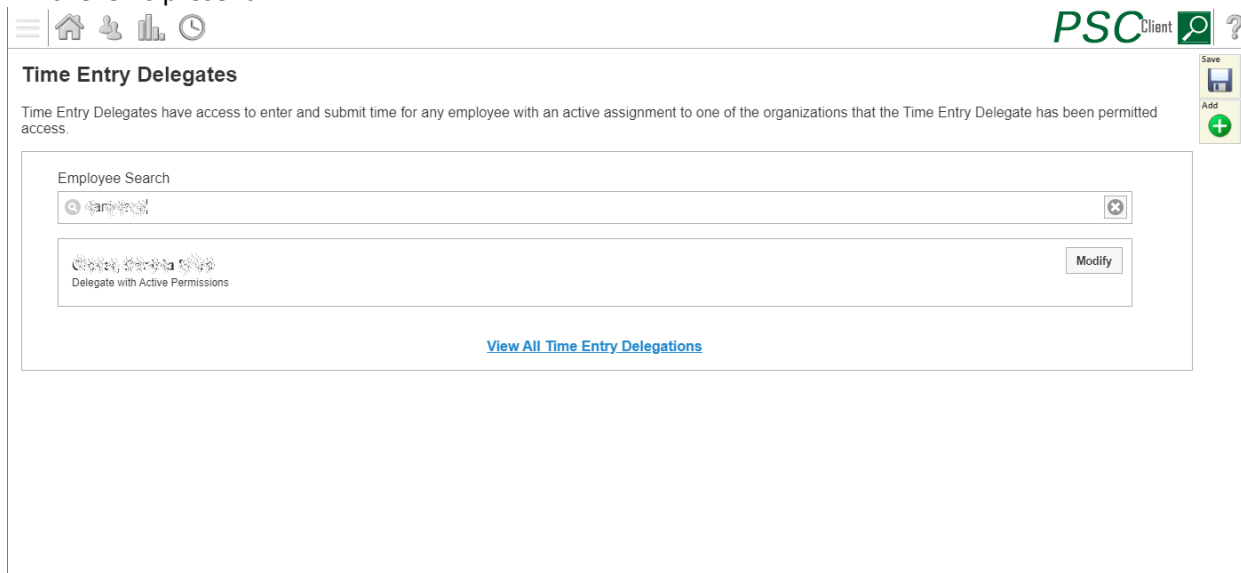 PSC Client
?
Time Entry Delegates
Save
Add
Time Entry Delegates have access to enter and submit time for any employee with an active assignment to one of the organizations that the Time Entry Delegate has been permitted
access.
Employee Search
Modify
Delegate with Active Permissions
View All Time Entry Delegations